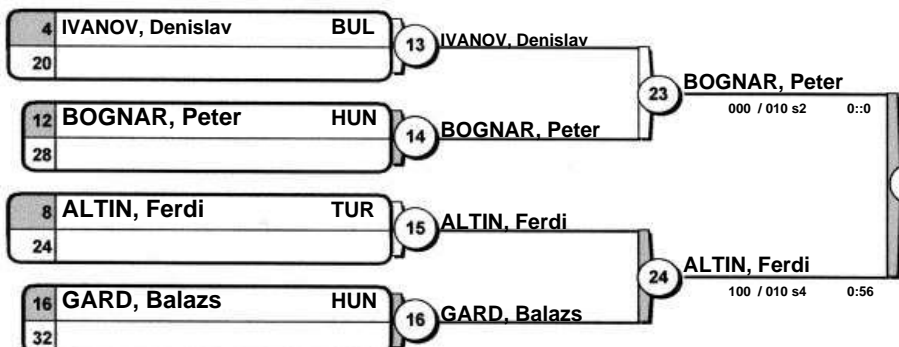 4 IVANOV, Denislav BUL
20
13 IVANOV, Denislav
12 BOGNAR, Peter HUN
28
14 BOGNAR, Peter
23 BOGNAR, Peter
000 / 010 s2 0::0
8 ALTIN, Ferdi TUR
24
15 ALTIN, Ferdi
16 GARD, Balazs HUN
32
16 GARD, Balazs
24 ALTIN, Ferdi
100 / 010 s4 0:56